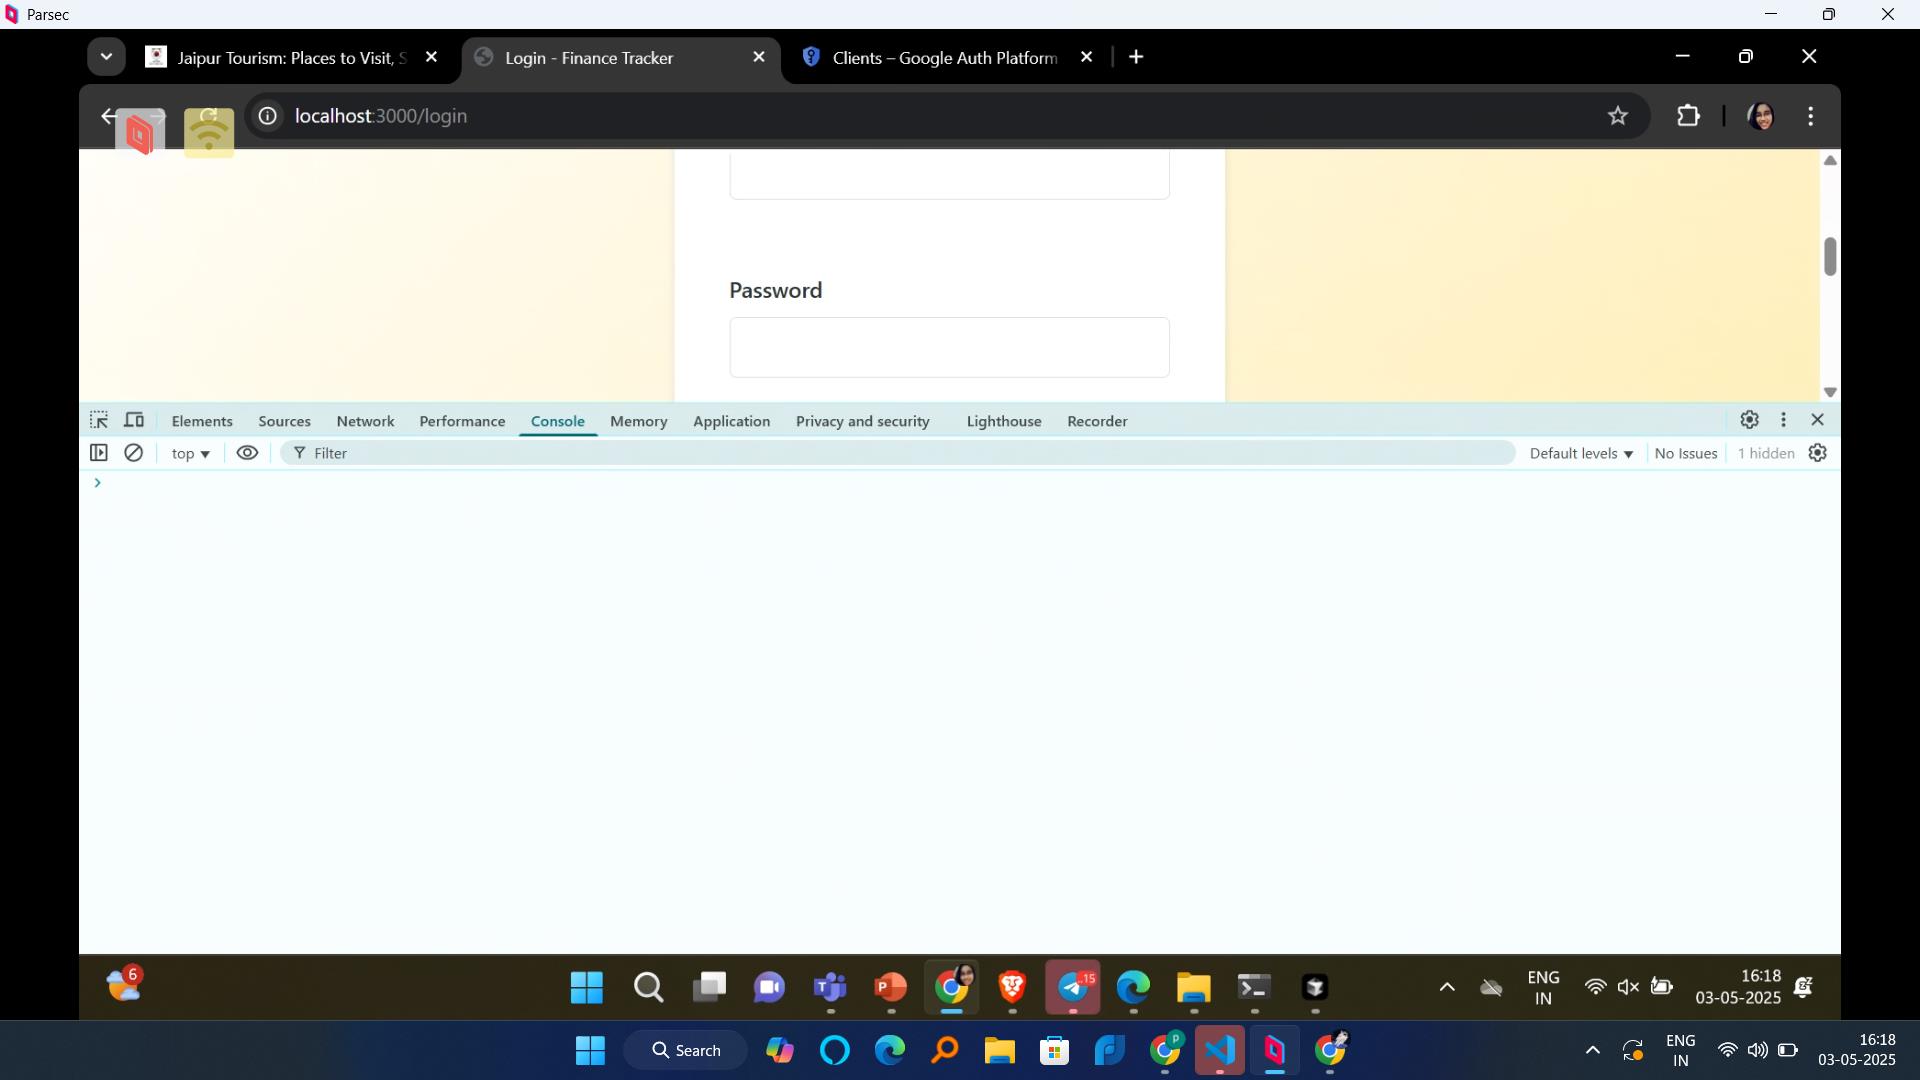 Parsec
Jaipur Tourism: Places to Visit, S
Login - Finance Tracker
Clients – Google Auth Platform
localhost:3000/login
Password
Elements
Sources
Network
Performance
Console
Memory
Application
Privacy and security
Lighthouse
Recorder
top
Filter
Default levels
No Issues
1 hidden
6
15
ENG
IN
16:18
03-05-2025
Search
ENG
IN
16:18
03-05-2025